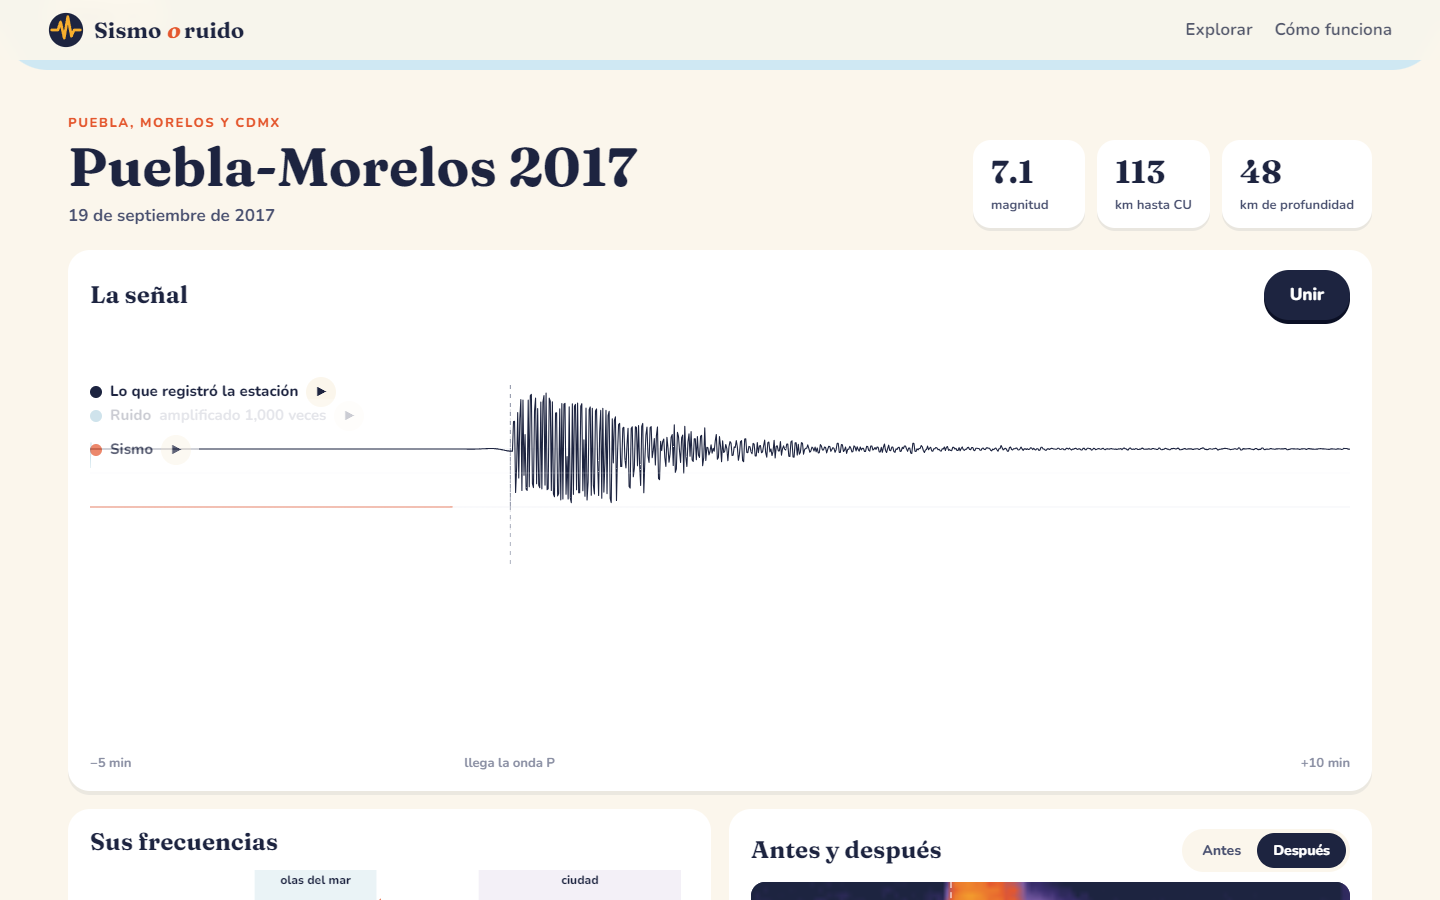 Sismo o ruido
Explorar
Cómo funciona
PUEBLA, MORELOS Y CDMX
Puebla-Morelos 2017
19 de septiembre de 2017
7.1
magnitud
113
km hasta CU
48
km de profundidad
La señal
Unir
Lo que registró la estación
Ruido amplificado 1,000 veces
Sismo
−5 min
llega la onda P
+10 min
Sus frecuencias
olas del mar
ciudad
Antes y después
Antes
Después